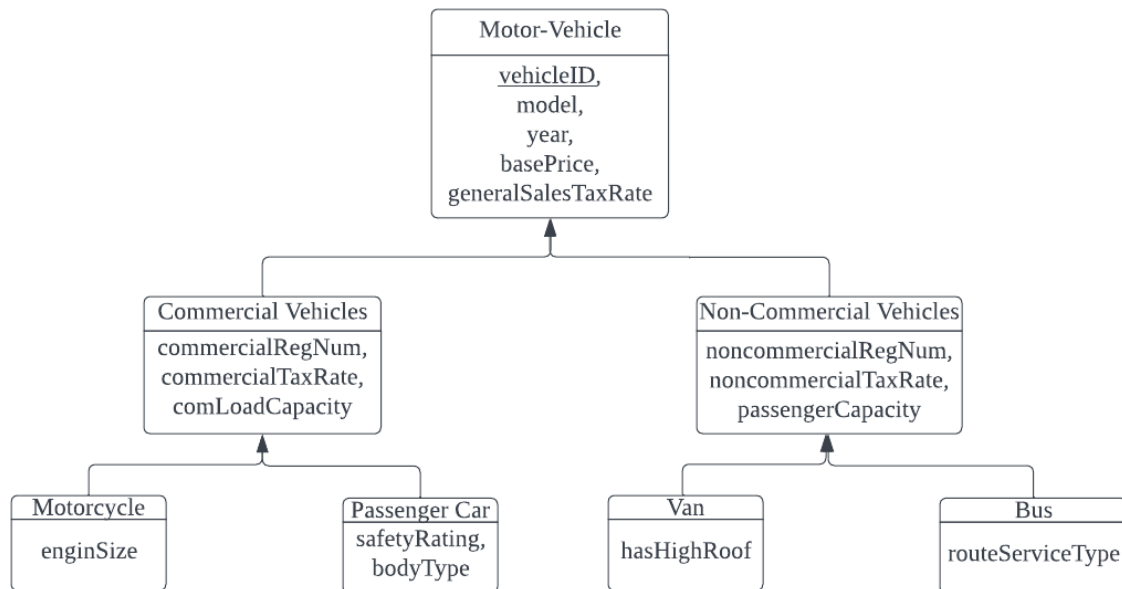 Motor-Vehicle
vehicleID,
model,
year,
basePrice,
generalSalesTaxRate
Commercial Vehicles
commercialRegNum,
commercialTaxRate,
comLoadCapacity
Non-Commercial Vehicles
noncommercialRegNum,
noncommercialTaxRate,
passengerCapacity
Motorcycle
enginSize
Passenger Car
safetyRating,
bodyType
Van
hasHighRoof
Bus
routeServiceType